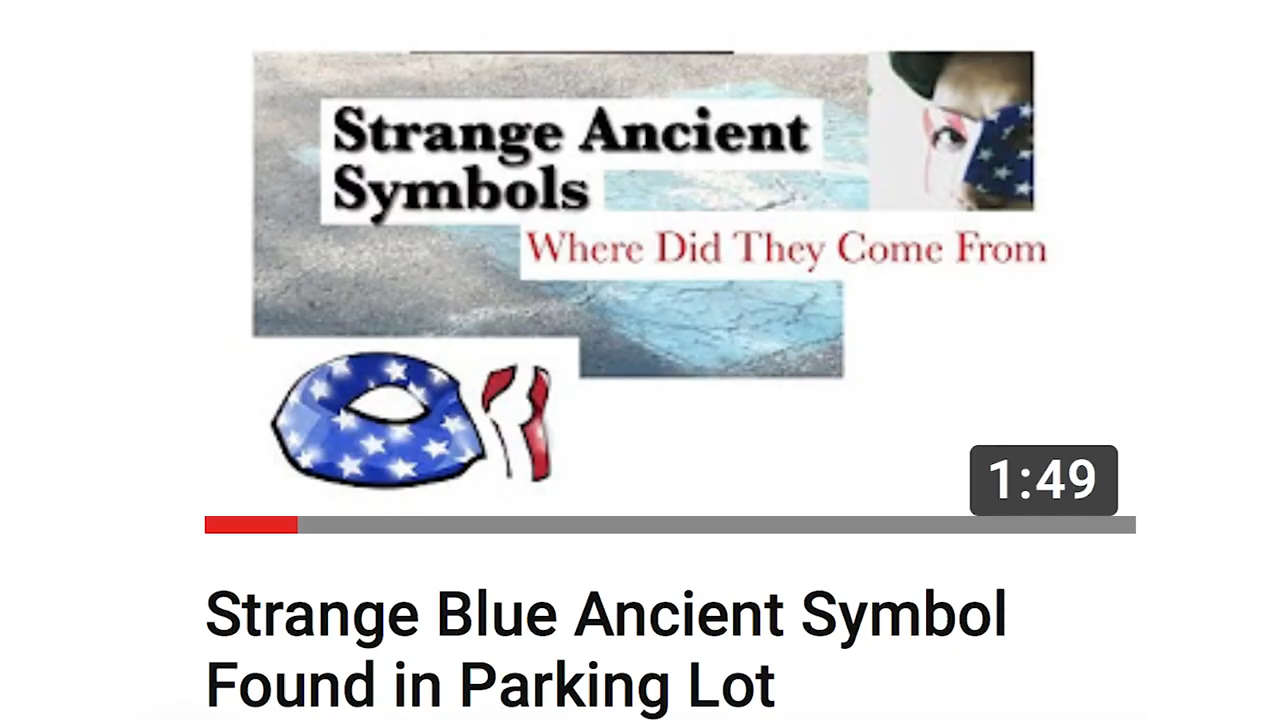 Strange Ancient
Symbols
Where Did They Come From
1:49
Strange Blue Ancient Symbol
Found in Parking Lot